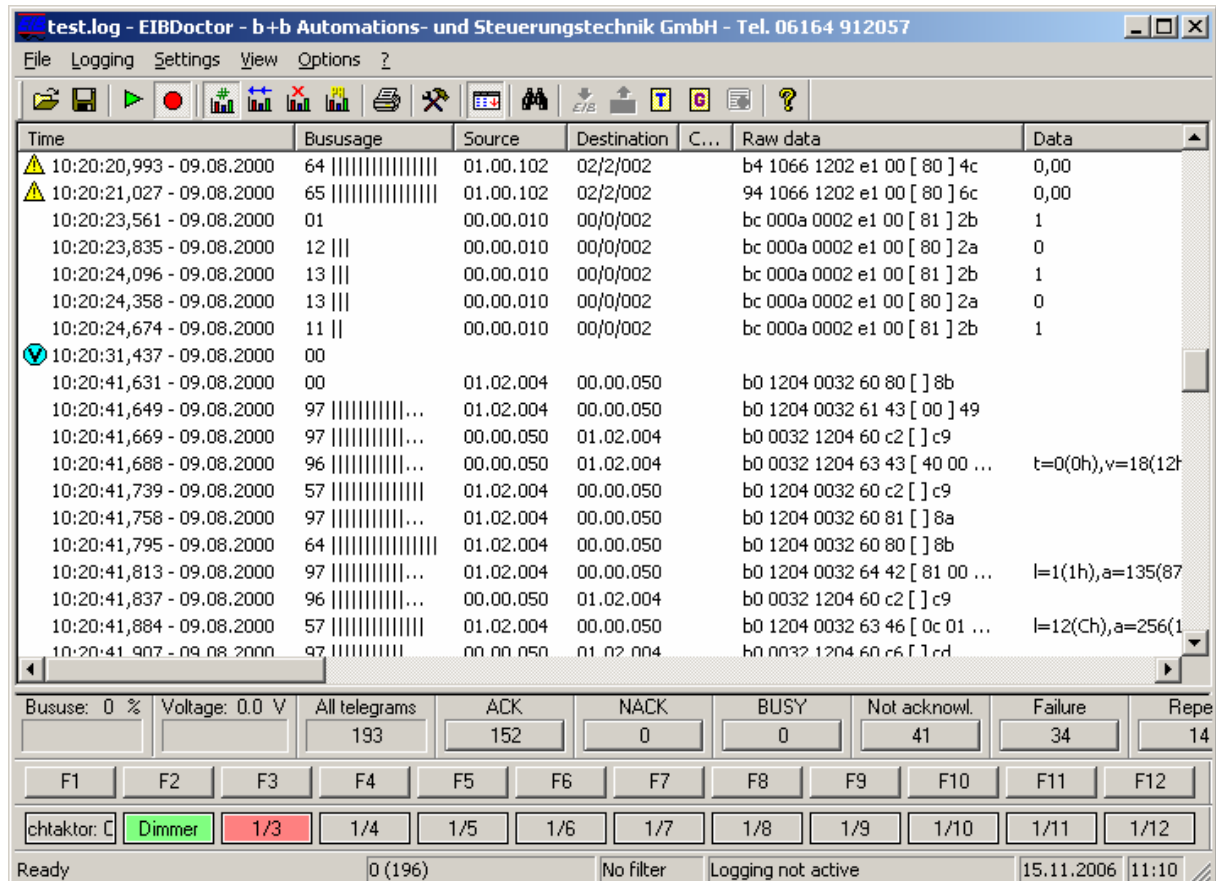 test.log - EIBDoctor - b+b Automations- und Steuerungstechnik GmbH - Tel. 06164 912057
File Logging Settings View Options ?
EIB T G ?
Time Bususage Source Destination C... Raw data Data
10:20:20,993 - 09.08.2000 64 ||||||||||||||||| 01.00.102 02/2/002 b4 1066 1202 e1 00 [ 80 ] 4c 0,00
10:20:21,027 - 09.08.2000 65 ||||||||||||||||| 01.00.102 02/2/002 94 1066 1202 e1 00 [ 80 ] 6c 0,00
10:20:23,561 - 09.08.2000 01 00.00.010 00/0/002 bc 000a 0002 e1 00 [ 81 ] 2b 1
10:20:23,835 - 09.08.2000 12 ||| 00.00.010 00/0/002 bc 000a 0002 e1 00 [ 80 ] 2a 0
10:20:24,096 - 09.08.2000 13 ||| 00.00.010 00/0/002 bc 000a 0002 e1 00 [ 81 ] 2b 1
10:20:24,358 - 09.08.2000 13 ||| 00.00.010 00/0/002 bc 000a 0002 e1 00 [ 80 ] 2a 0
10:20:24,674 - 09.08.2000 11 || 00.00.010 00/0/002 bc 000a 0002 e1 00 [ 81 ] 2b 1
V 10:20:31,437 - 09.08.2000 00
10:20:41,631 - 09.08.2000 00 01.02.004 00.00.050 b0 1204 0032 60 80 [ ] 8b
10:20:41,649 - 09.08.2000 97 |||||||||||... 01.02.004 00.00.050 b0 1204 0032 61 43 [ 00 ] 49
10:20:41,669 - 09.08.2000 97 |||||||||||... 00.00.050 01.02.004 b0 0032 1204 60 c2 [ ] c9
10:20:41,688 - 09.08.2000 96 |||||||||||... 00.00.050 01.02.004 b0 0032 1204 63 43 [ 40 00 ... t=0(0h),v=18(12h
10:20:41,739 - 09.08.2000 57 ||||||||||||||| 01.02.004 00.00.050 b0 1204 0032 60 c2 [ ] c9
10:20:41,758 - 09.08.2000 97 |||||||||||... 01.02.004 00.00.050 b0 1204 0032 60 81 [ ] 8a
10:20:41,795 - 09.08.2000 64 ||||||||||||||||| 01.02.004 00.00.050 b0 1204 0032 60 80 [ ] 8b
10:20:41,813 - 09.08.2000 97 |||||||||||... 01.02.004 00.00.050 b0 1204 0032 64 42 [ 81 00 ... l=1(1h),a=135(87
10:20:41,837 - 09.08.2000 96 |||||||||||... 00.00.050 01.02.004 b0 0032 1204 60 c2 [ ] c9
10:20:41,884 - 09.08.2000 57 ||||||||||||||| 01.02.004 00.00.050 b0 1204 0032 63 46 [ 0c 01 ... l=12(Ch),a=256(1
10:20:41,907 - 09.08.2000 97 ||||||||||| 00.00.050 01.02.004 b0 0032 1204 60 c6 [ ] cd
Bususe: 0 % Voltage: 0.0 V All telegrams ACK NACK BUSY Not acknowl. Failure Repe
193 152 0 0 41 34 14
F1 F2 F3 F4 F5 F6 F7 F8 F9 F10 F11 F12
chtaktor: Dimmer 1/3 1/4 1/5 1/6 1/7 1/8 1/9 1/10 1/11 1/12
Ready 0 (196) No filter Logging not active 15.11.2006 11:10